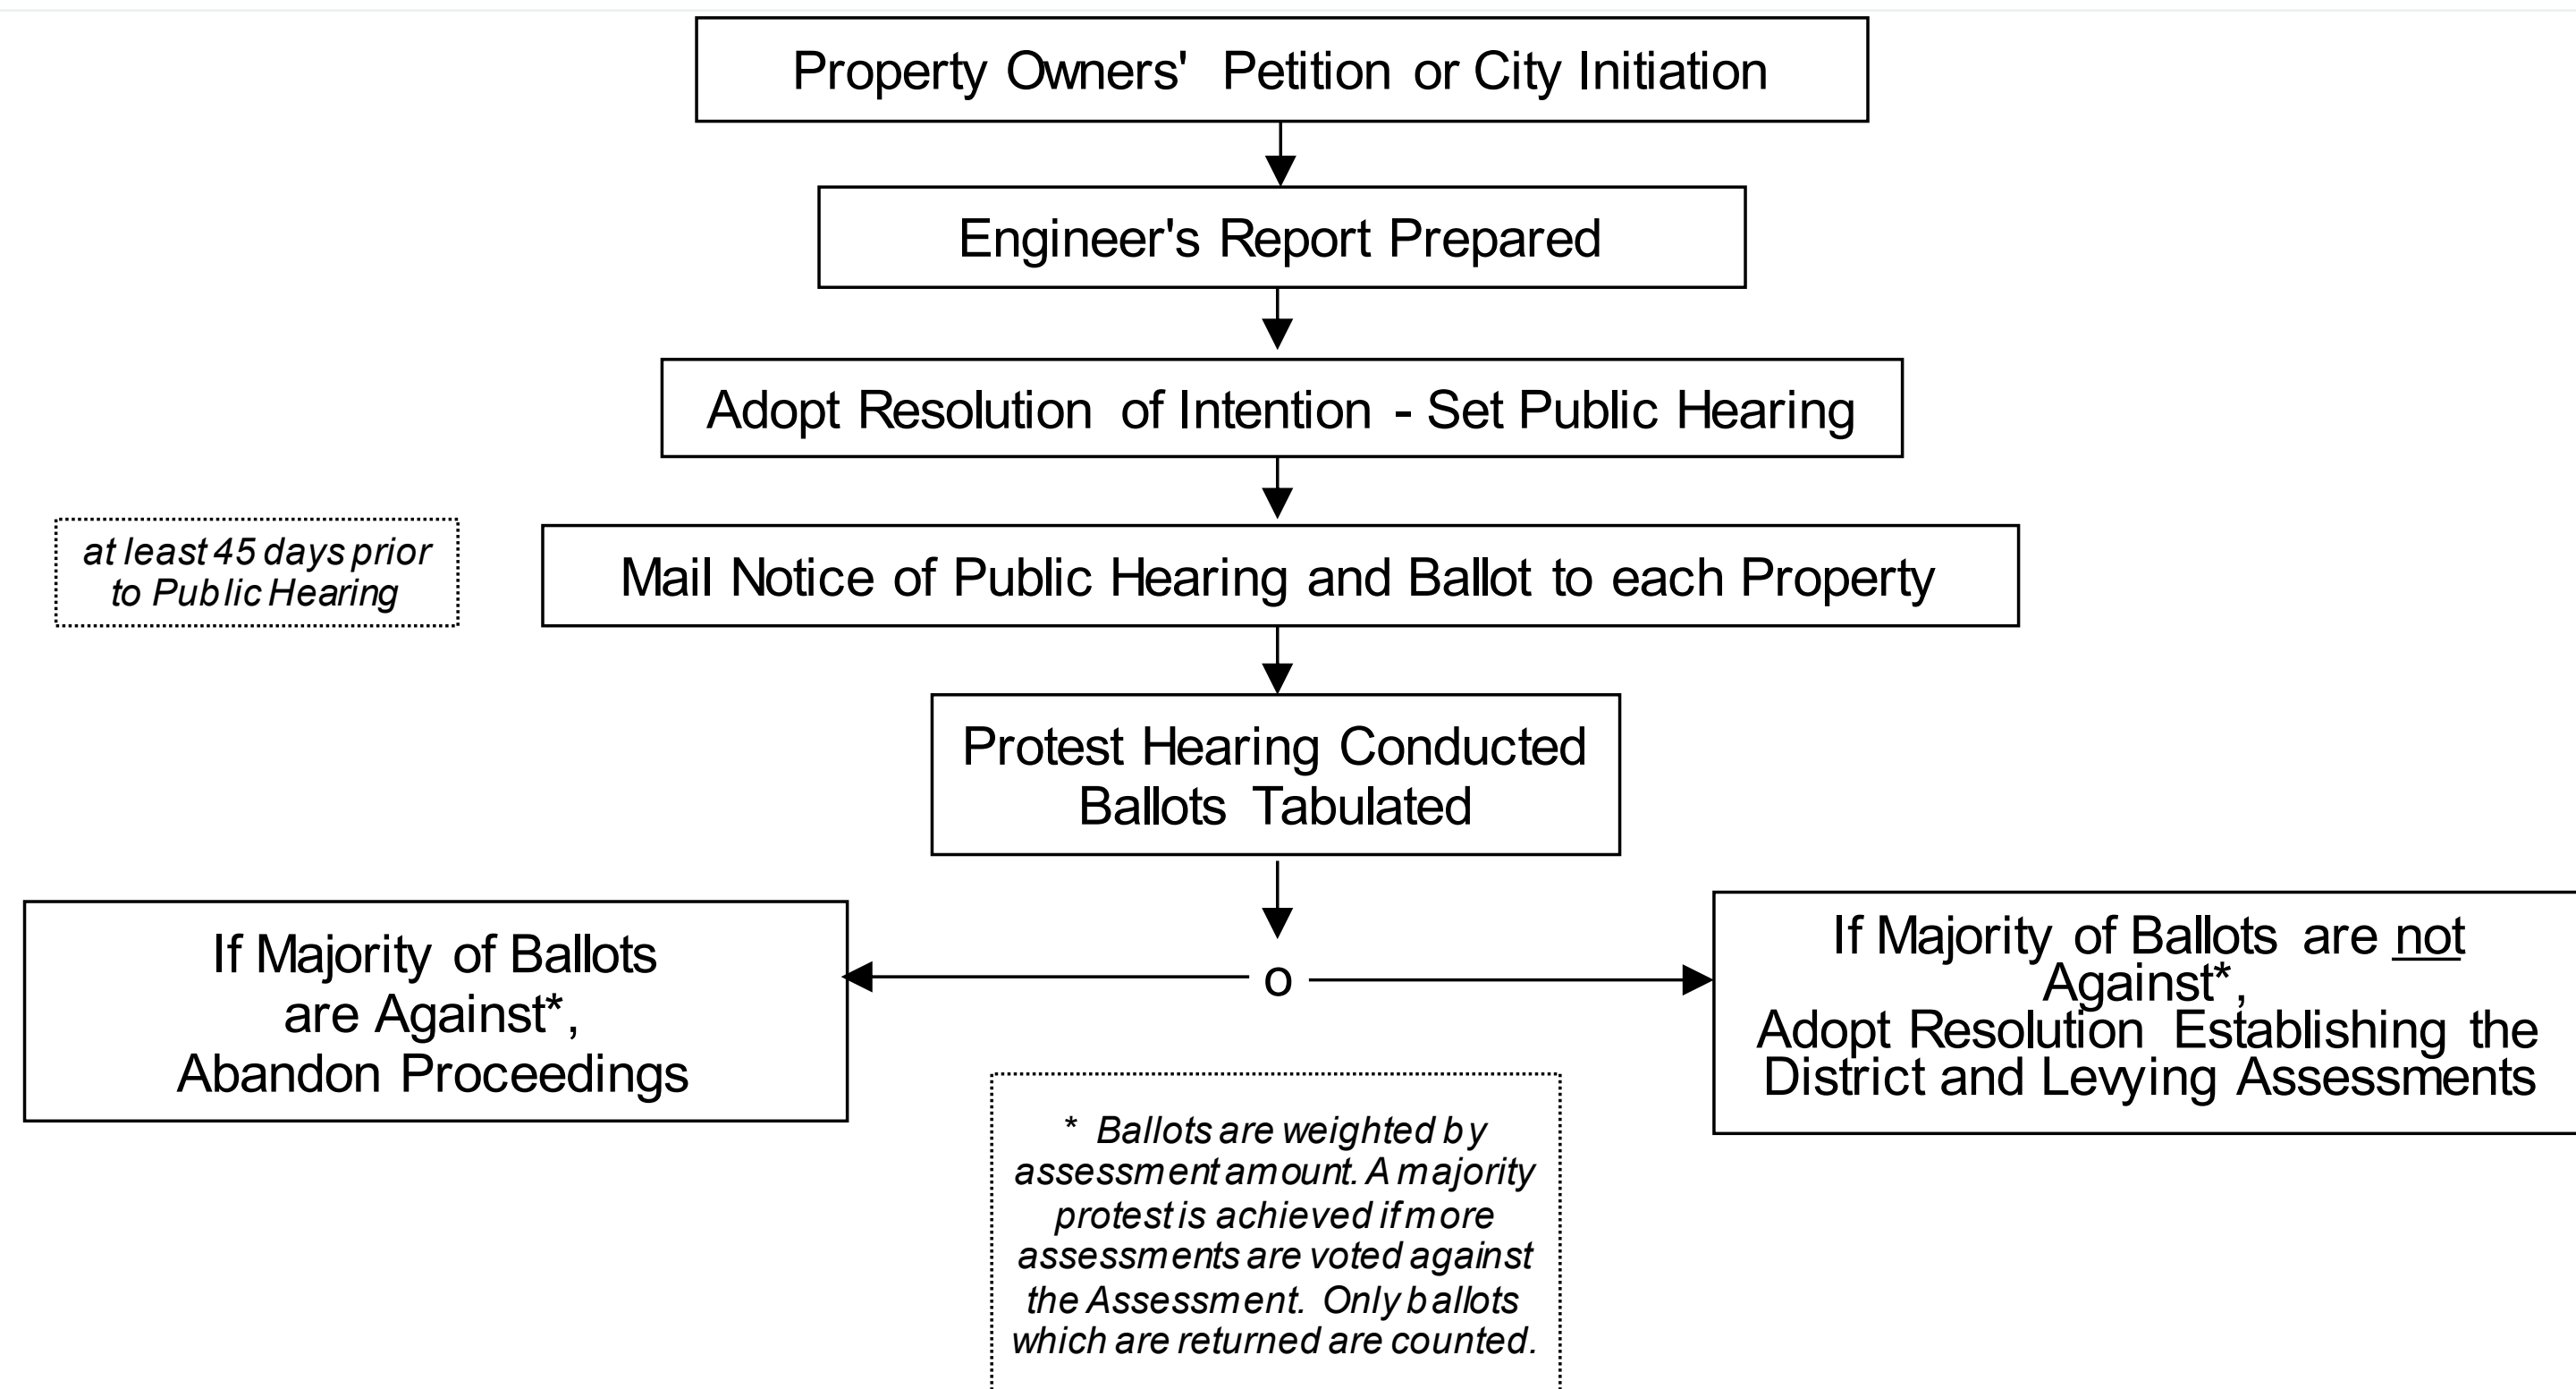 Property Owners' Petition or City Initiation
Engineer's Report Prepared
Adopt Resolution of Intention - Set Public Hearing
at least 45 days prior
to Public Hearing
Mail Notice of Public Hearing and Ballot to each Property
Protest Hearing Conducted
Ballots Tabulated
If Majority of Ballots
are Against*,
Abandon Proceedings
o
If Majority of Ballots are not
Against*,
Adopt Resolution Establishing the
District and Levying Assessments
* Ballots are weighted by
assessment amount. A majority
protest is achieved if more
assessments are voted against
the Assessment. Only ballots
which are returned are counted.